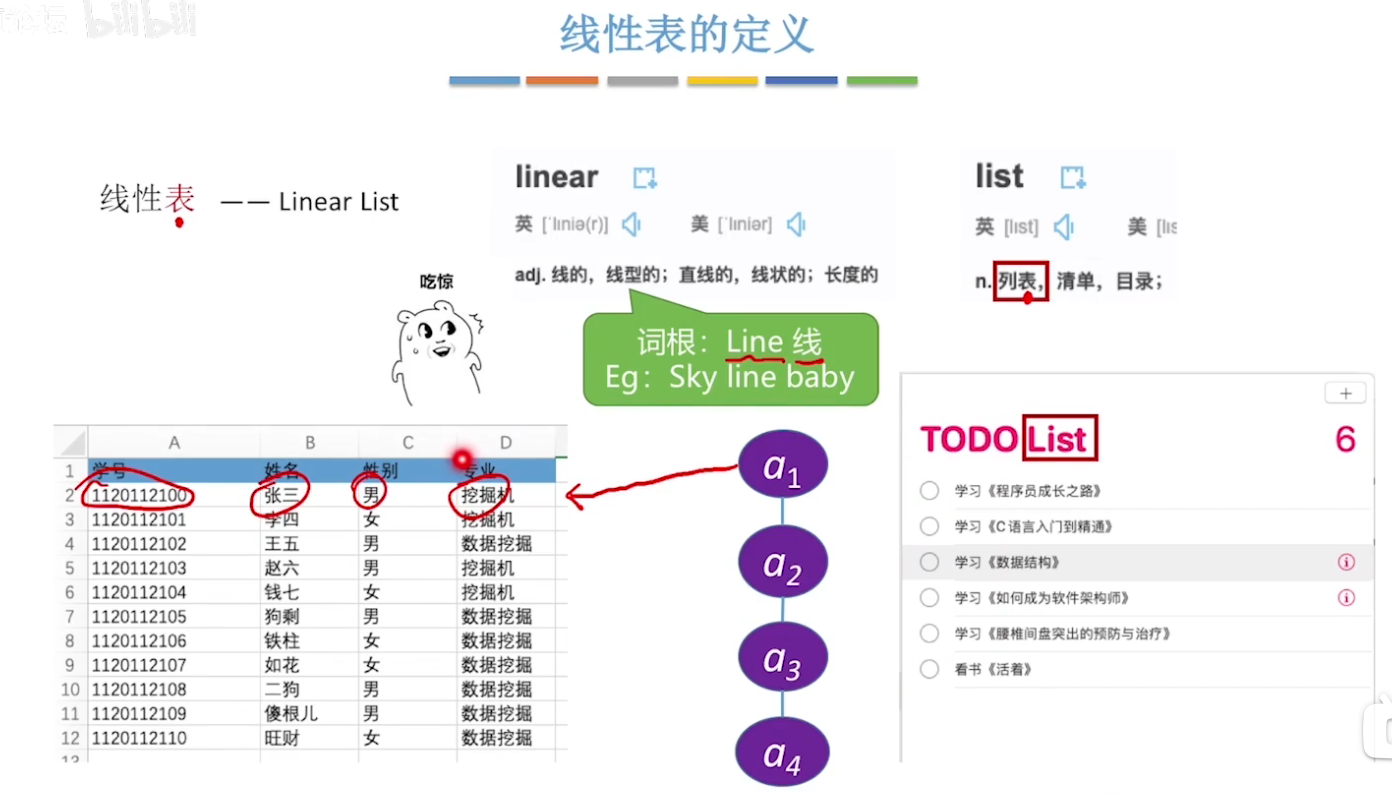 bilibili
线性表的定义
线性表 —— Linear List
linear
英 ['lıniə(r)] 美 ['lıniər]
adj. 线的，线型的；直线的，线状的；长度的
list
英 [lıst] 美 [lıs
n. 列表，清单，目录；
吃惊
词根：Line 线
Eg：Sky line baby
A B C D
1 学号 姓名 性别 专业
2 1120112100 张三 男 挖掘机
3 1120112101 李四 女 挖掘机
4 1120112102 王五 男 数据挖掘
5 1120112103 赵六 男 挖掘机
6 1120112104 钱七 女 挖掘机
7 1120112105 狗剩 男 数据挖掘
8 1120112106 铁柱 女 数据挖掘
9 1120112107 如花 女 数据挖掘
10 1120112108 二狗 男 数据挖掘
11 1120112109 傻根儿 男 数据挖掘
12 1120112110 旺财 女 数据挖掘
13
a1
a2
a3
a4
+
TODO List 6
学习《程序员成长之路》
学习《C语言入门到精通》
学习《数据结构》
学习《如何成为软件架构师》
学习《腰椎间盘突出的预防与治疗》
看书《活着》